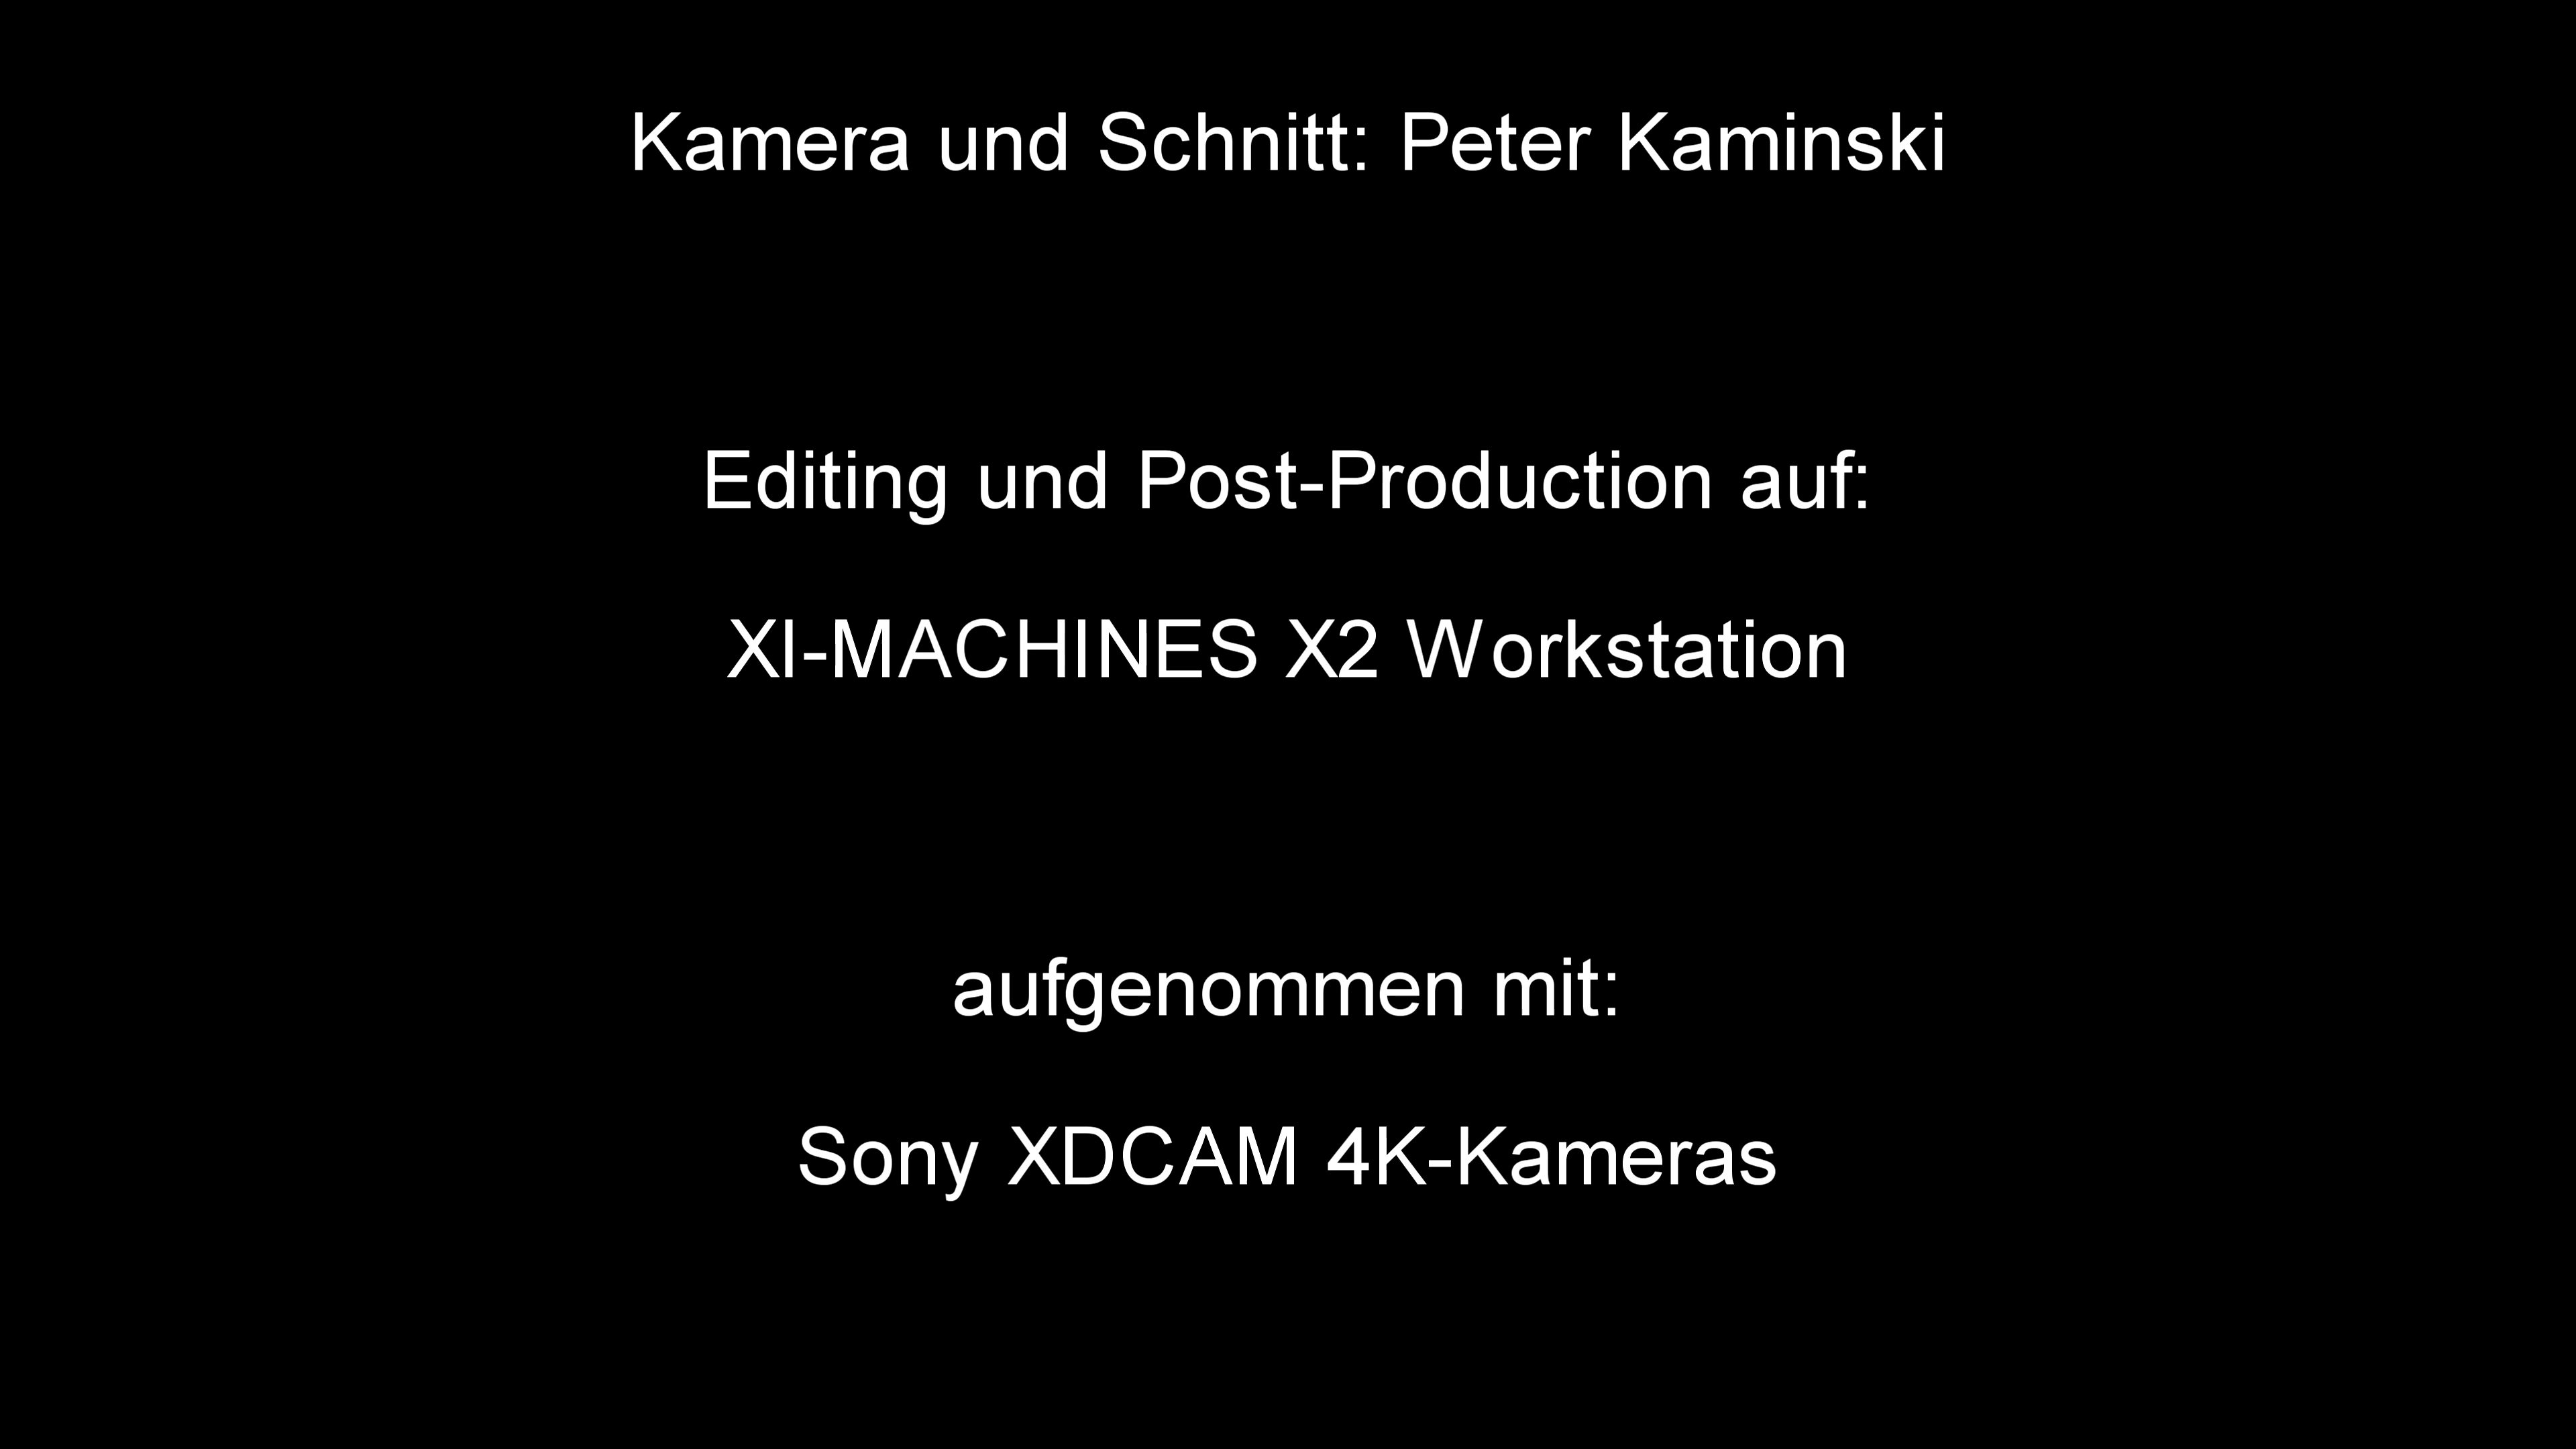 Kamera und Schnitt: Peter Kaminski
Editing und Post-Production auf:
XI-MACHINES X2 Workstation
aufgenommen mit:
Sony XDCAM 4K-Kameras